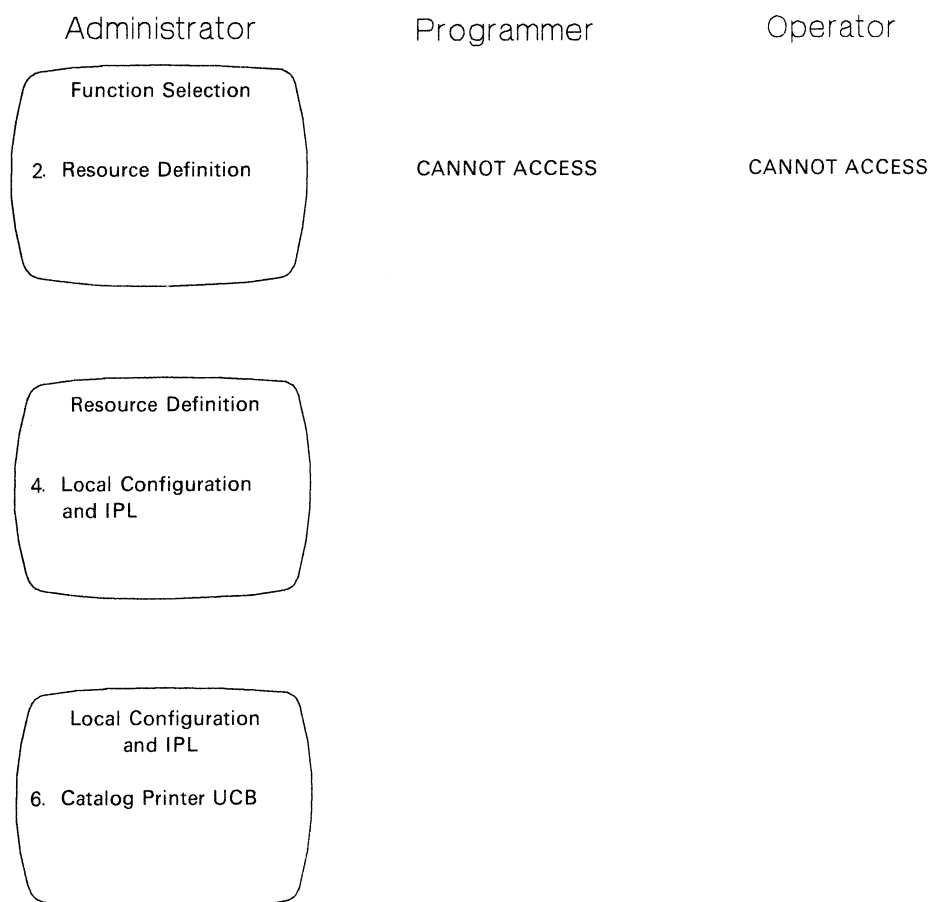 Administrator Programmer Operator
Function Selection
2. Resource Definition CANNOT ACCESS CANNOT ACCESS
Resource Definition
4. Local Configuration
and IPL
Local Configuration
and IPL
6. Catalog Printer UCB